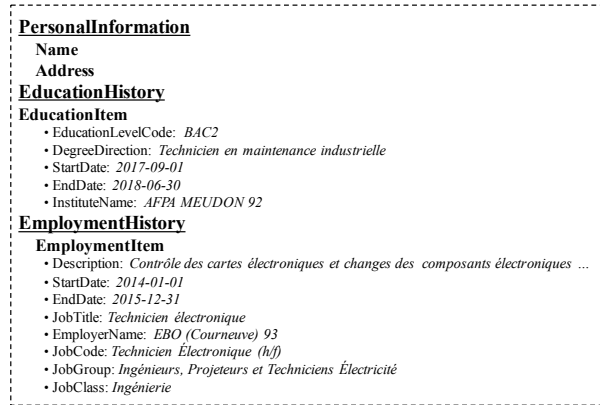 PersonalInformation
Name
Address
EducationHistory
EducationItem
• EducationLevelCode: BAC2
• DegreeDirection: Technicien en maintenance industrielle
• StartDate: 2017-09-01
• EndDate: 2018-06-30
• InstituteName: AFPA MEUDON 92
EmploymentHistory
EmploymentItem
• Description: Contrôle des cartes électroniques et changes des composants électroniques ...
• StartDate: 2014-01-01
• EndDate: 2015-12-31
• JobTitle: Technicien électronique
• EmployerName: EBO (Courneuve) 93
• JobCode: Technicien Électronique (h/f)
• JobGroup: Ingénieurs, Projeteurs et Techniciens Électricité
• JobClass: Ingénierie